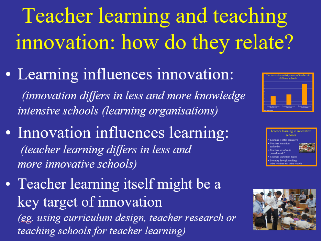 Teacher learning and teaching
innovation: how do they relate?
• Learning influences innovation:
(innovation differs in less and more knowledge
intensive schools (learning organisations)
• Innovation influences learning:
(teacher learning differs in less and
more innovative schools)
• Teacher learning itself might be a
key target of innovation
(eg. using curriculum design, teacher research or
teaching schools for teacher learning)